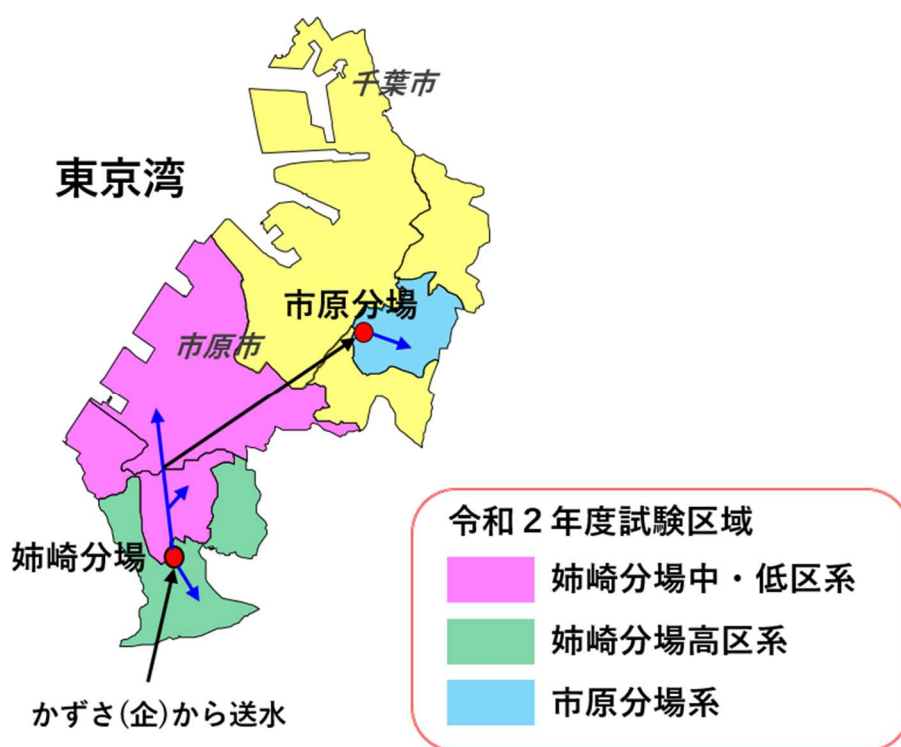 千葉市
東京湾
市原分場
市原市
姉崎分場
かずさ(企)から送水
令和２年度試験区域
姉崎分場中・低区系
姉崎分場高区系
市原分場系